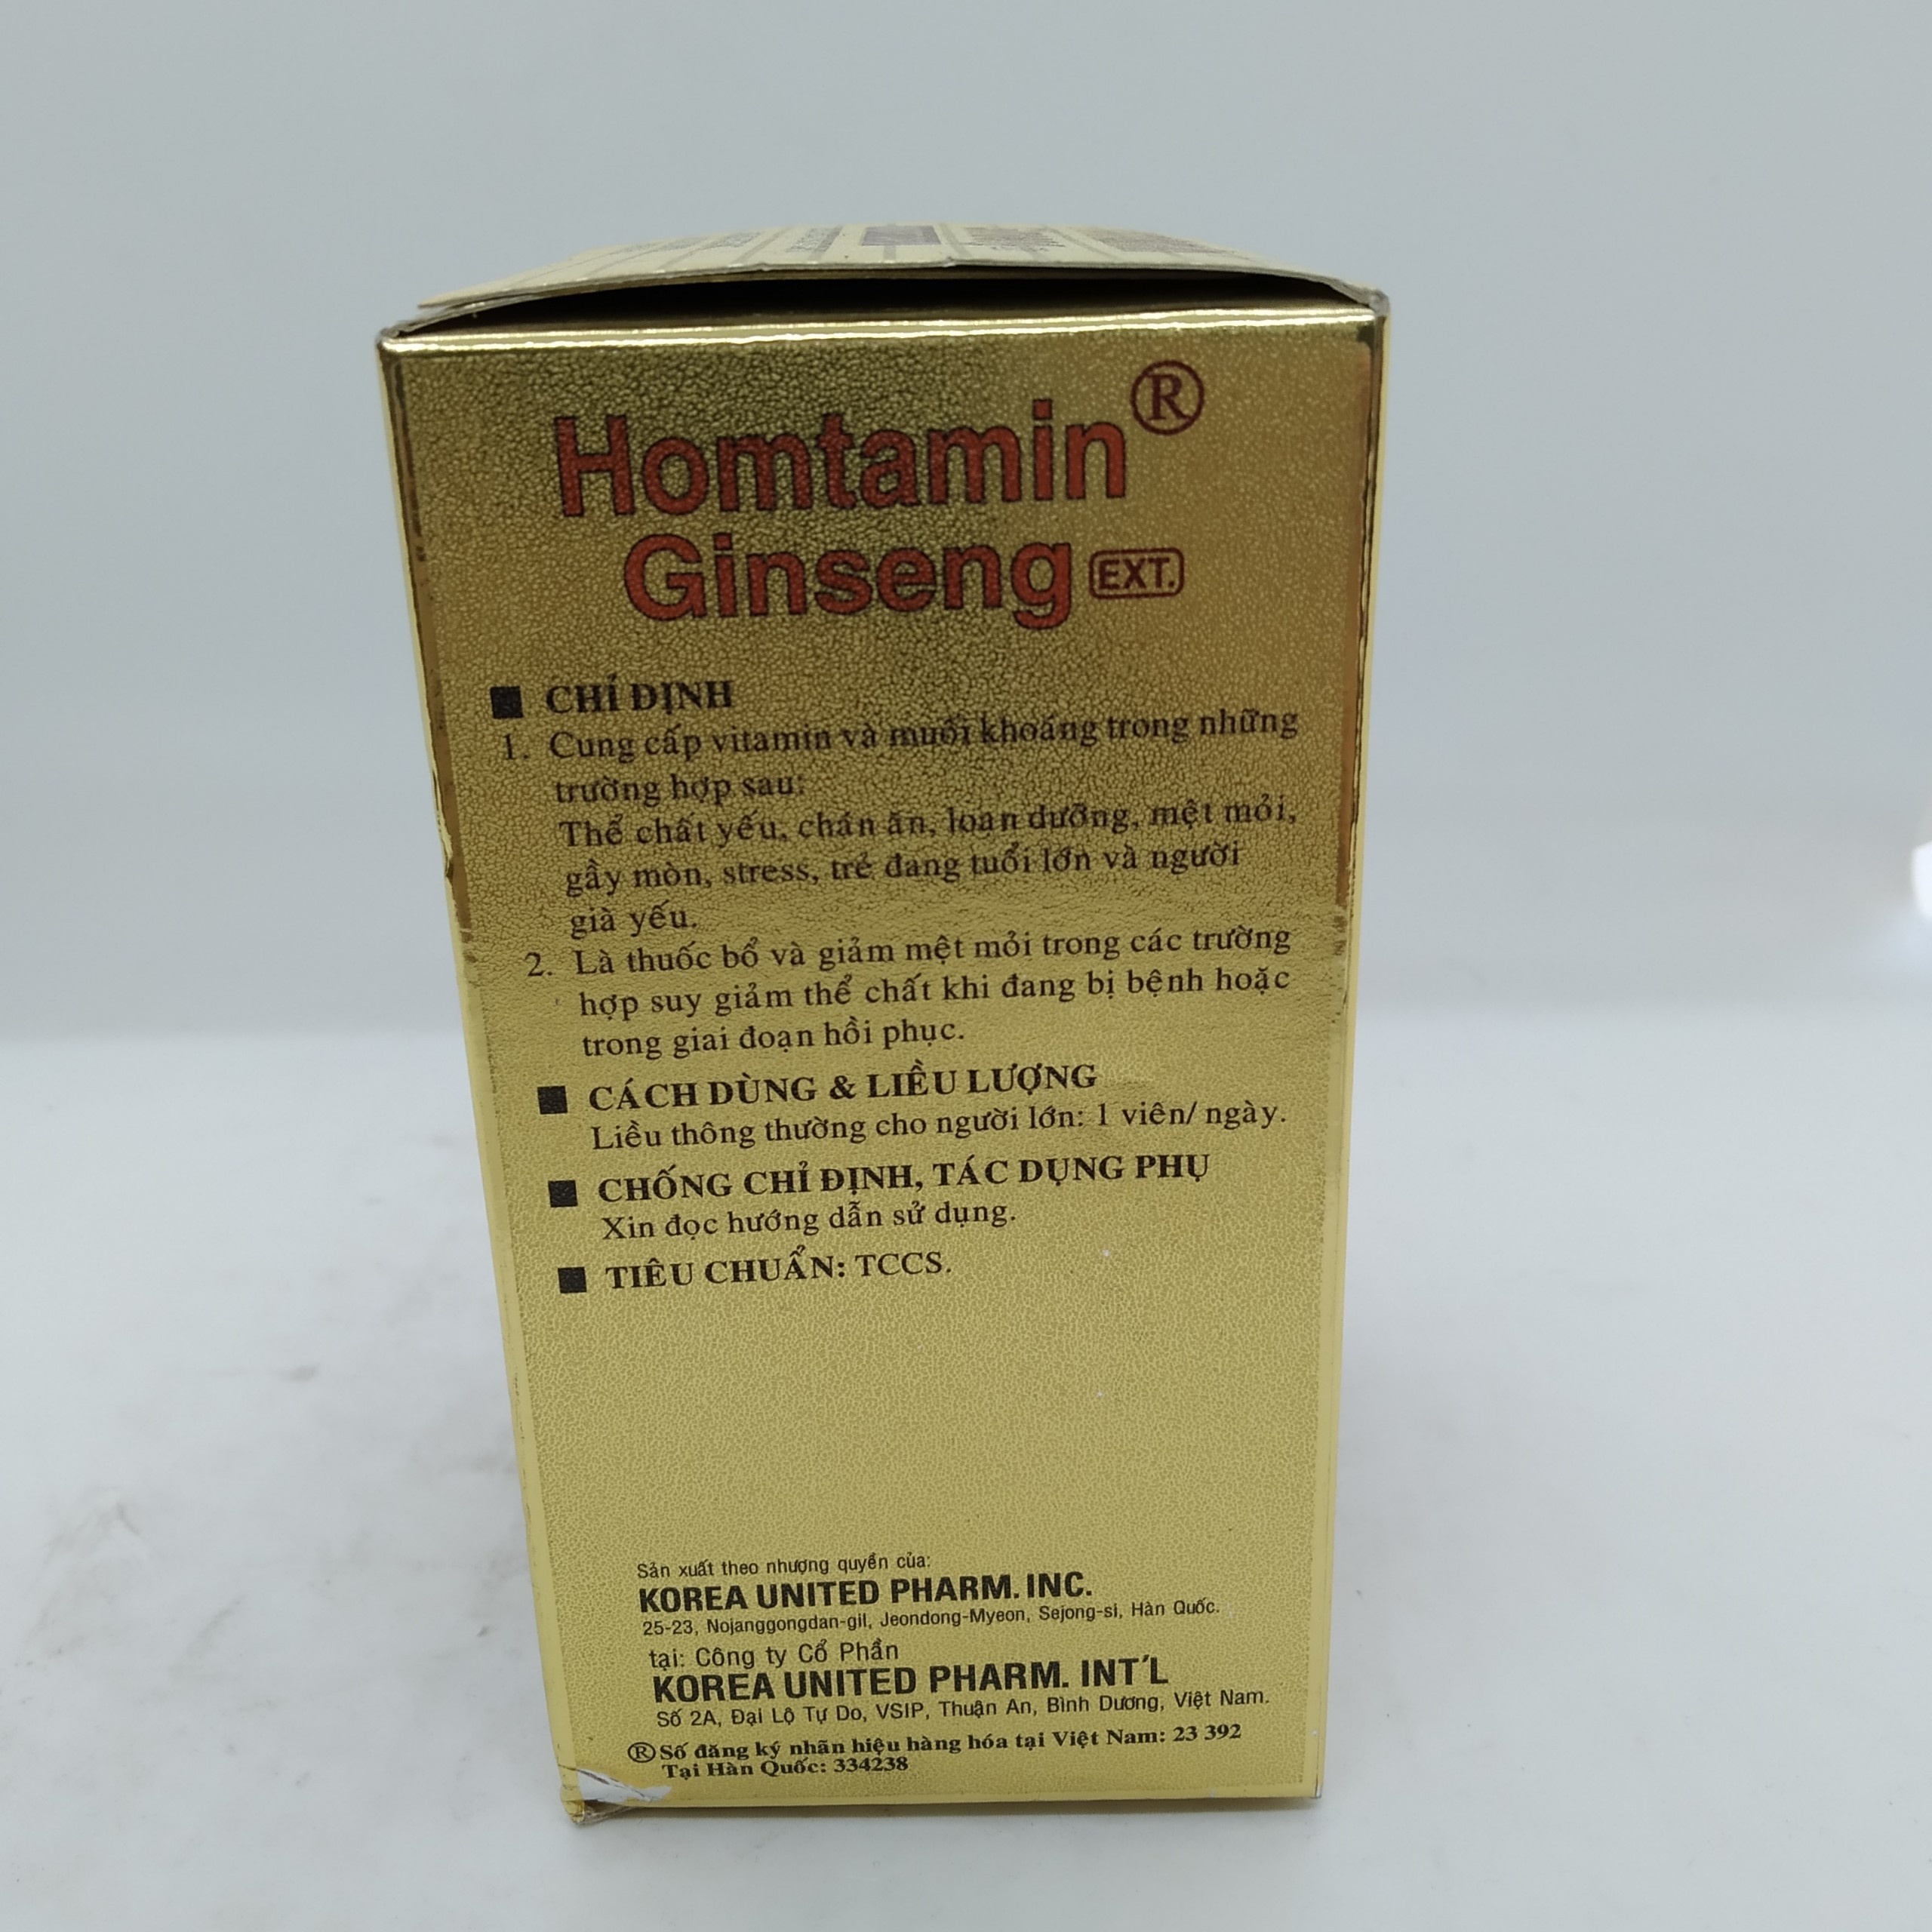 Homtamin®
Ginseng EXT.
■ CHỈ ĐỊNH
1. Cung cấp vitamin và muối khoáng trong những
trường hợp sau:
Thể chất yếu, chán ăn, loạn dưỡng, mệt mỏi,
gầy mòn, stress, trẻ đang tuổi lớn và người
già yếu.
2. Là thuốc bổ và giảm mệt mỏi trong các trường
hợp suy giảm thể chất khi đang bị bệnh hoặc
trong giai đoạn hồi phục.
■ CÁCH DÙNG & LIỀU LƯỢNG
Liều thông thường cho người lớn: 1 viên/ ngày.
■ CHỐNG CHỈ ĐỊNH, TÁC DỤNG PHỤ
Xin đọc hướng dẫn sử dụng.
■ TIÊU CHUẨN: TCCS.
Sản xuất theo nhượng quyền của:
KOREA UNITED PHARM. INC.
25-23, Nojanggongdan-gil, Jeondong-Myeon, Sejong-si, Hàn Quốc.
tại: Công ty Cổ Phần
KOREA UNITED PHARM. INT'L
Số 2A, Đại Lộ Tự Do, VSIP, Thuận An, Bình Dương, Việt Nam.
® Số đăng ký nhãn hiệu hàng hóa tại Việt Nam: 23 392
Tại Hàn Quốc: 334238